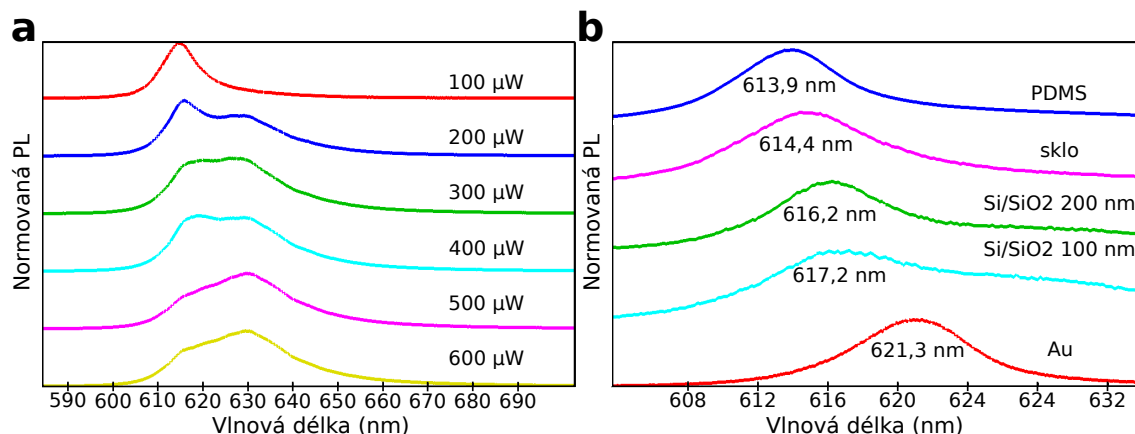 a
Normovaná PL
100 µW
200 µW
300 µW
400 µW
500 µW
600 µW
590 600 610 620 630 640 650 660 670 680 690
Vlnová délka (nm)
b
Normovaná PL
613,9 nm
PDMS
614,4 nm
sklo
616,2 nm
Si/SiO2 200 nm
617,2 nm
Si/SiO2 100 nm
621,3 nm
Au
608 612 616 620 624 624 632
Vlnová délka (nm)